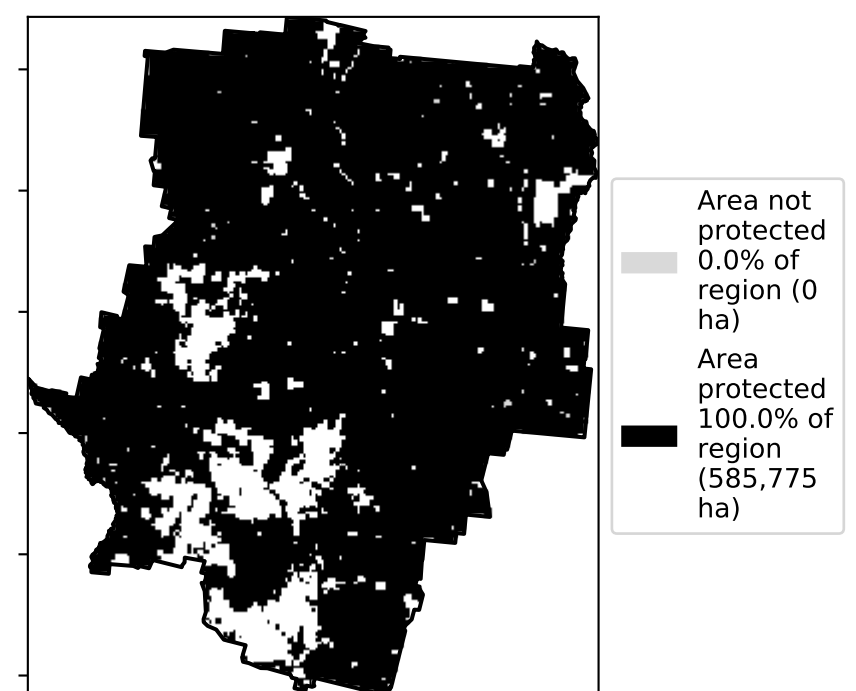 Area not
protected
0.0% of
region (0
ha)
Area
protected
100.0% of
region
(585,775
ha)